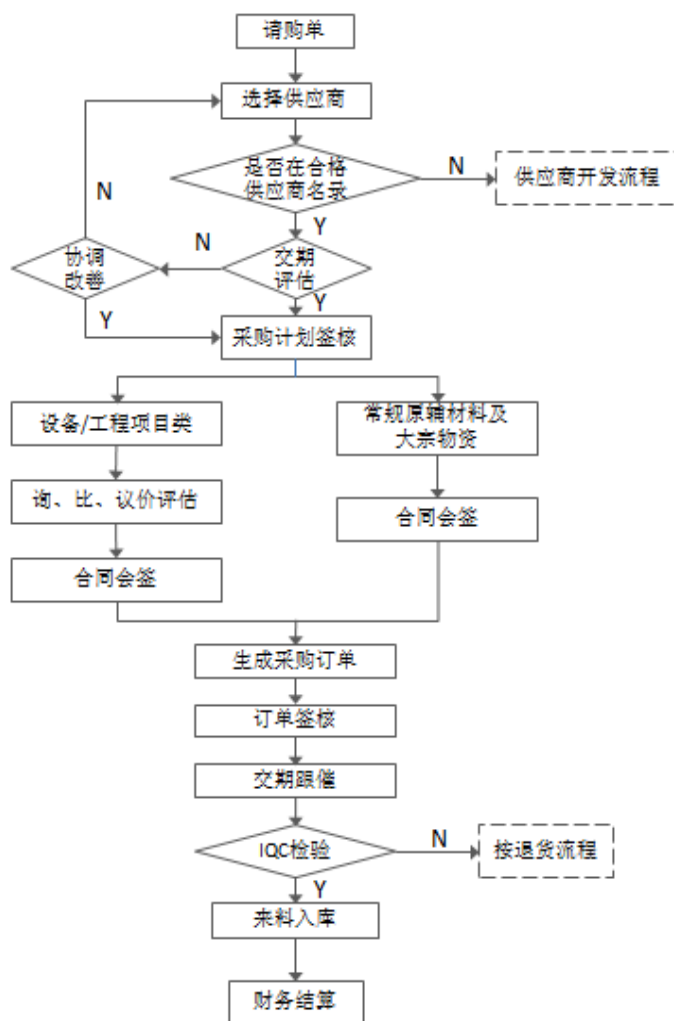 请购单
选择供应商
是否在合格
供应商名录
N
供应商开发流程
N
Y
N
协调
改善
交期
评估
Y
Y
采购计划签核
设备/工程项目类
常规原辅材料及
大宗物资
询、比、议价评估
合同会签
合同会签
生成采购订单
订单签核
交期跟催
IQC检验
N
按退货流程
Y
来料入库
财务结算